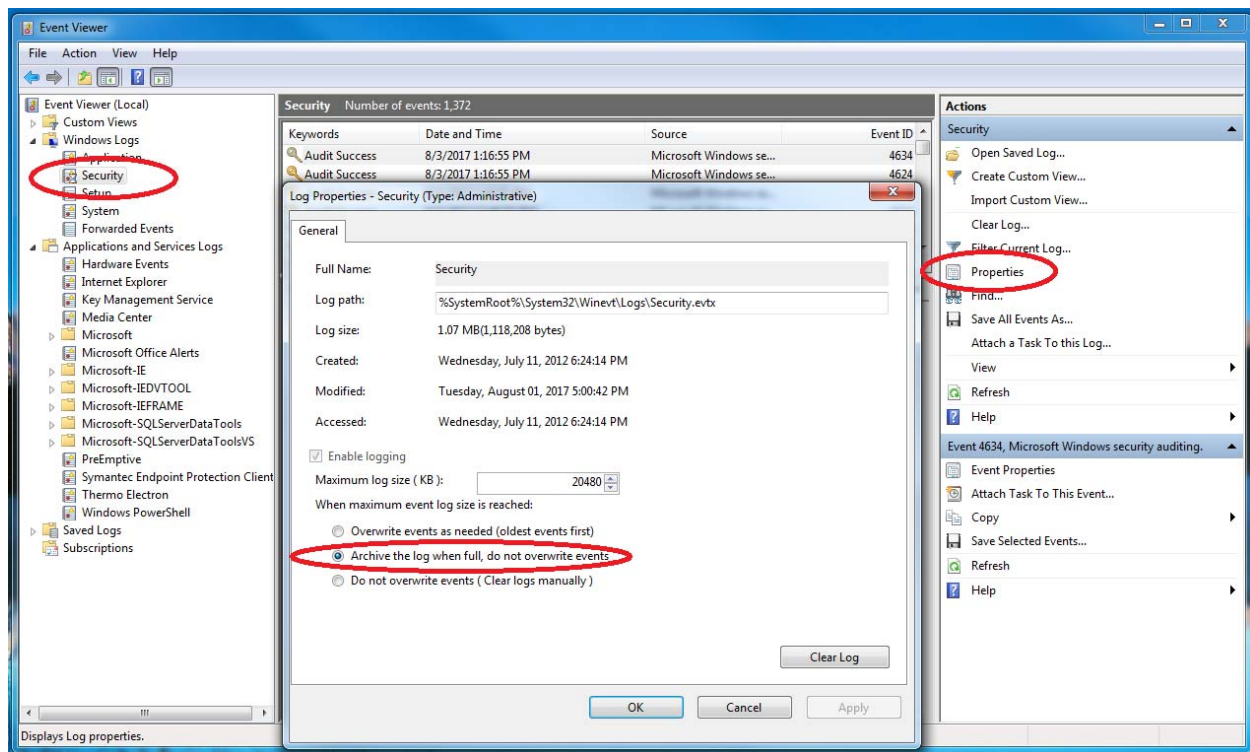 Event Viewer
File Action View Help
Event Viewer (Local)
Custom Views
Windows Logs
Application
Security
Setup
System
Forwarded Events
Applications and Services Logs
Hardware Events
Internet Explorer
Key Management Service
Media Center
Microsoft
Microsoft Office Alerts
Microsoft-IE
Microsoft-IEDVTOOL
Microsoft-IEFRAME
Microsoft-SQLServerDataTools
Microsoft-SQLServerDataToolsVS
PreEmptive
Symantec Endpoint Protection Client
Thermo Electron
Windows PowerShell
Saved Logs
Subscriptions
Security Number of events: 1,372
Keywords Date and Time Source Event ID
Audit Success 8/3/2017 1:16:55 PM Microsoft Windows se... 4634
Audit Success 8/3/2017 1:16:55 PM Microsoft Windows se... 4624
Log Properties - Security (Type: Administrative)
General
Full Name: Security
Log path: %SystemRoot%\System32\Winevt\Logs\Security.evtx
Log size: 1.07 MB(1,118,208 bytes)
Created: Wednesday, July 11, 2012 6:24:14 PM
Modified: Tuesday, August 01, 2017 5:00:42 PM
Accessed: Wednesday, July 11, 2012 6:24:14 PM
Enable logging
Maximum log size ( KB ): 20480
When maximum event log size is reached:
Overwrite events as needed (oldest events first)
Archive the log when full, do not overwrite events
Do not overwrite events ( Clear logs manually )
Clear Log
OK Cancel Apply
Actions
Security
Open Saved Log...
Create Custom View...
Import Custom View...
Clear Log...
Filter Current Log...
Properties
Find...
Save All Events As...
Attach a Task To this Log...
View
Refresh
Help
Event 4634, Microsoft Windows security auditing.
Event Properties
Attach Task To This Event...
Copy
Save Selected Events...
Refresh
Help
Displays Log properties.